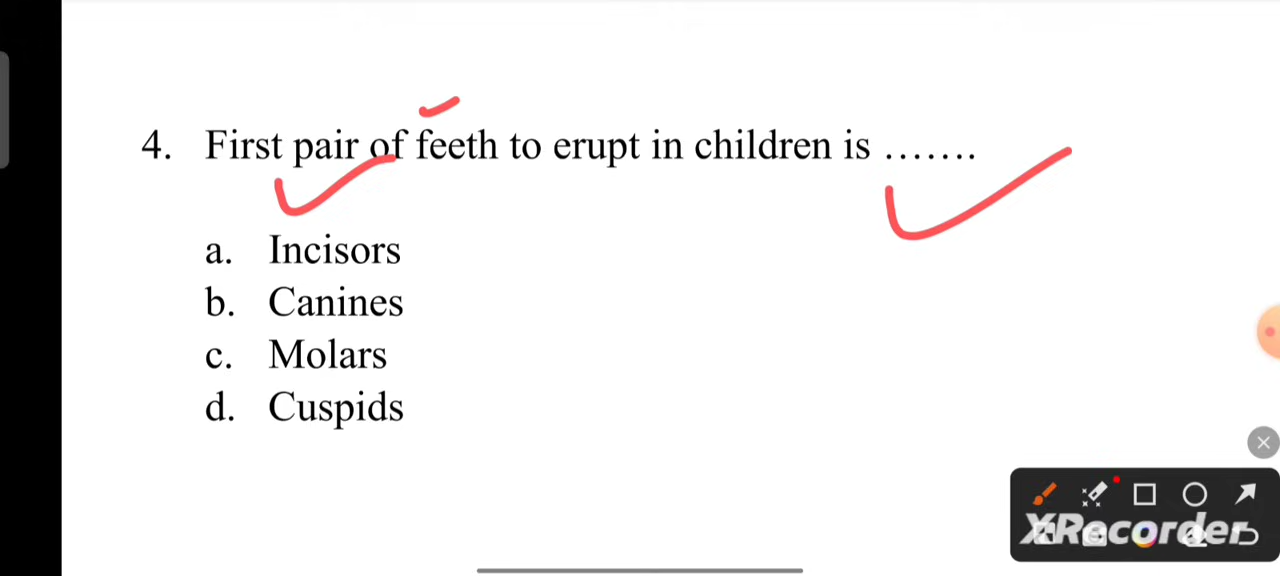 4. First pair of feeth to erupt in children is .......
a. Incisors
b. Canines
c. Molars
d. Cuspids
XRecorder